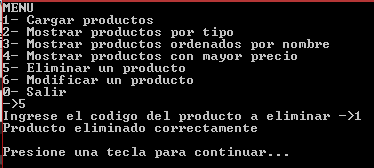 MENU
1- Cargar productos
2- Mostrar productos por tipo
3- Mostrar productos ordenados por nombre
4- Mostrar productos con mayor precio
5- Eliminar un producto
6- Modificar un producto
0- Salir
->5
Ingrese el codigo del producto a eliminar ->1
Producto eliminado correctamente
Presione una tecla para continuar...